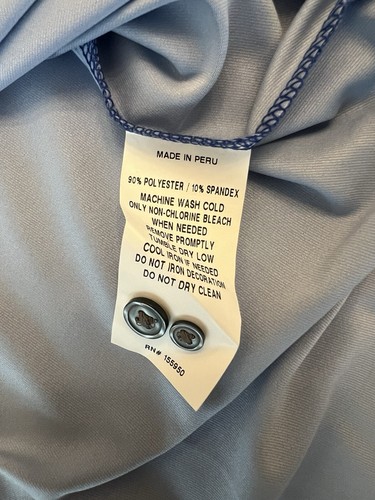 MADE IN PERU
90% POLYESTER / 10% SPANDEX
MACHINE WASH COLD
ONLY NON-CHLORINE BLEACH
WHEN NEEDED
REMOVE PROMPTLY
TUMBLE DRY LOW
COOL IRON IF NEEDED
DO NOT IRON DECORATION
DO NOT DRY CLEAN
RN# 155950